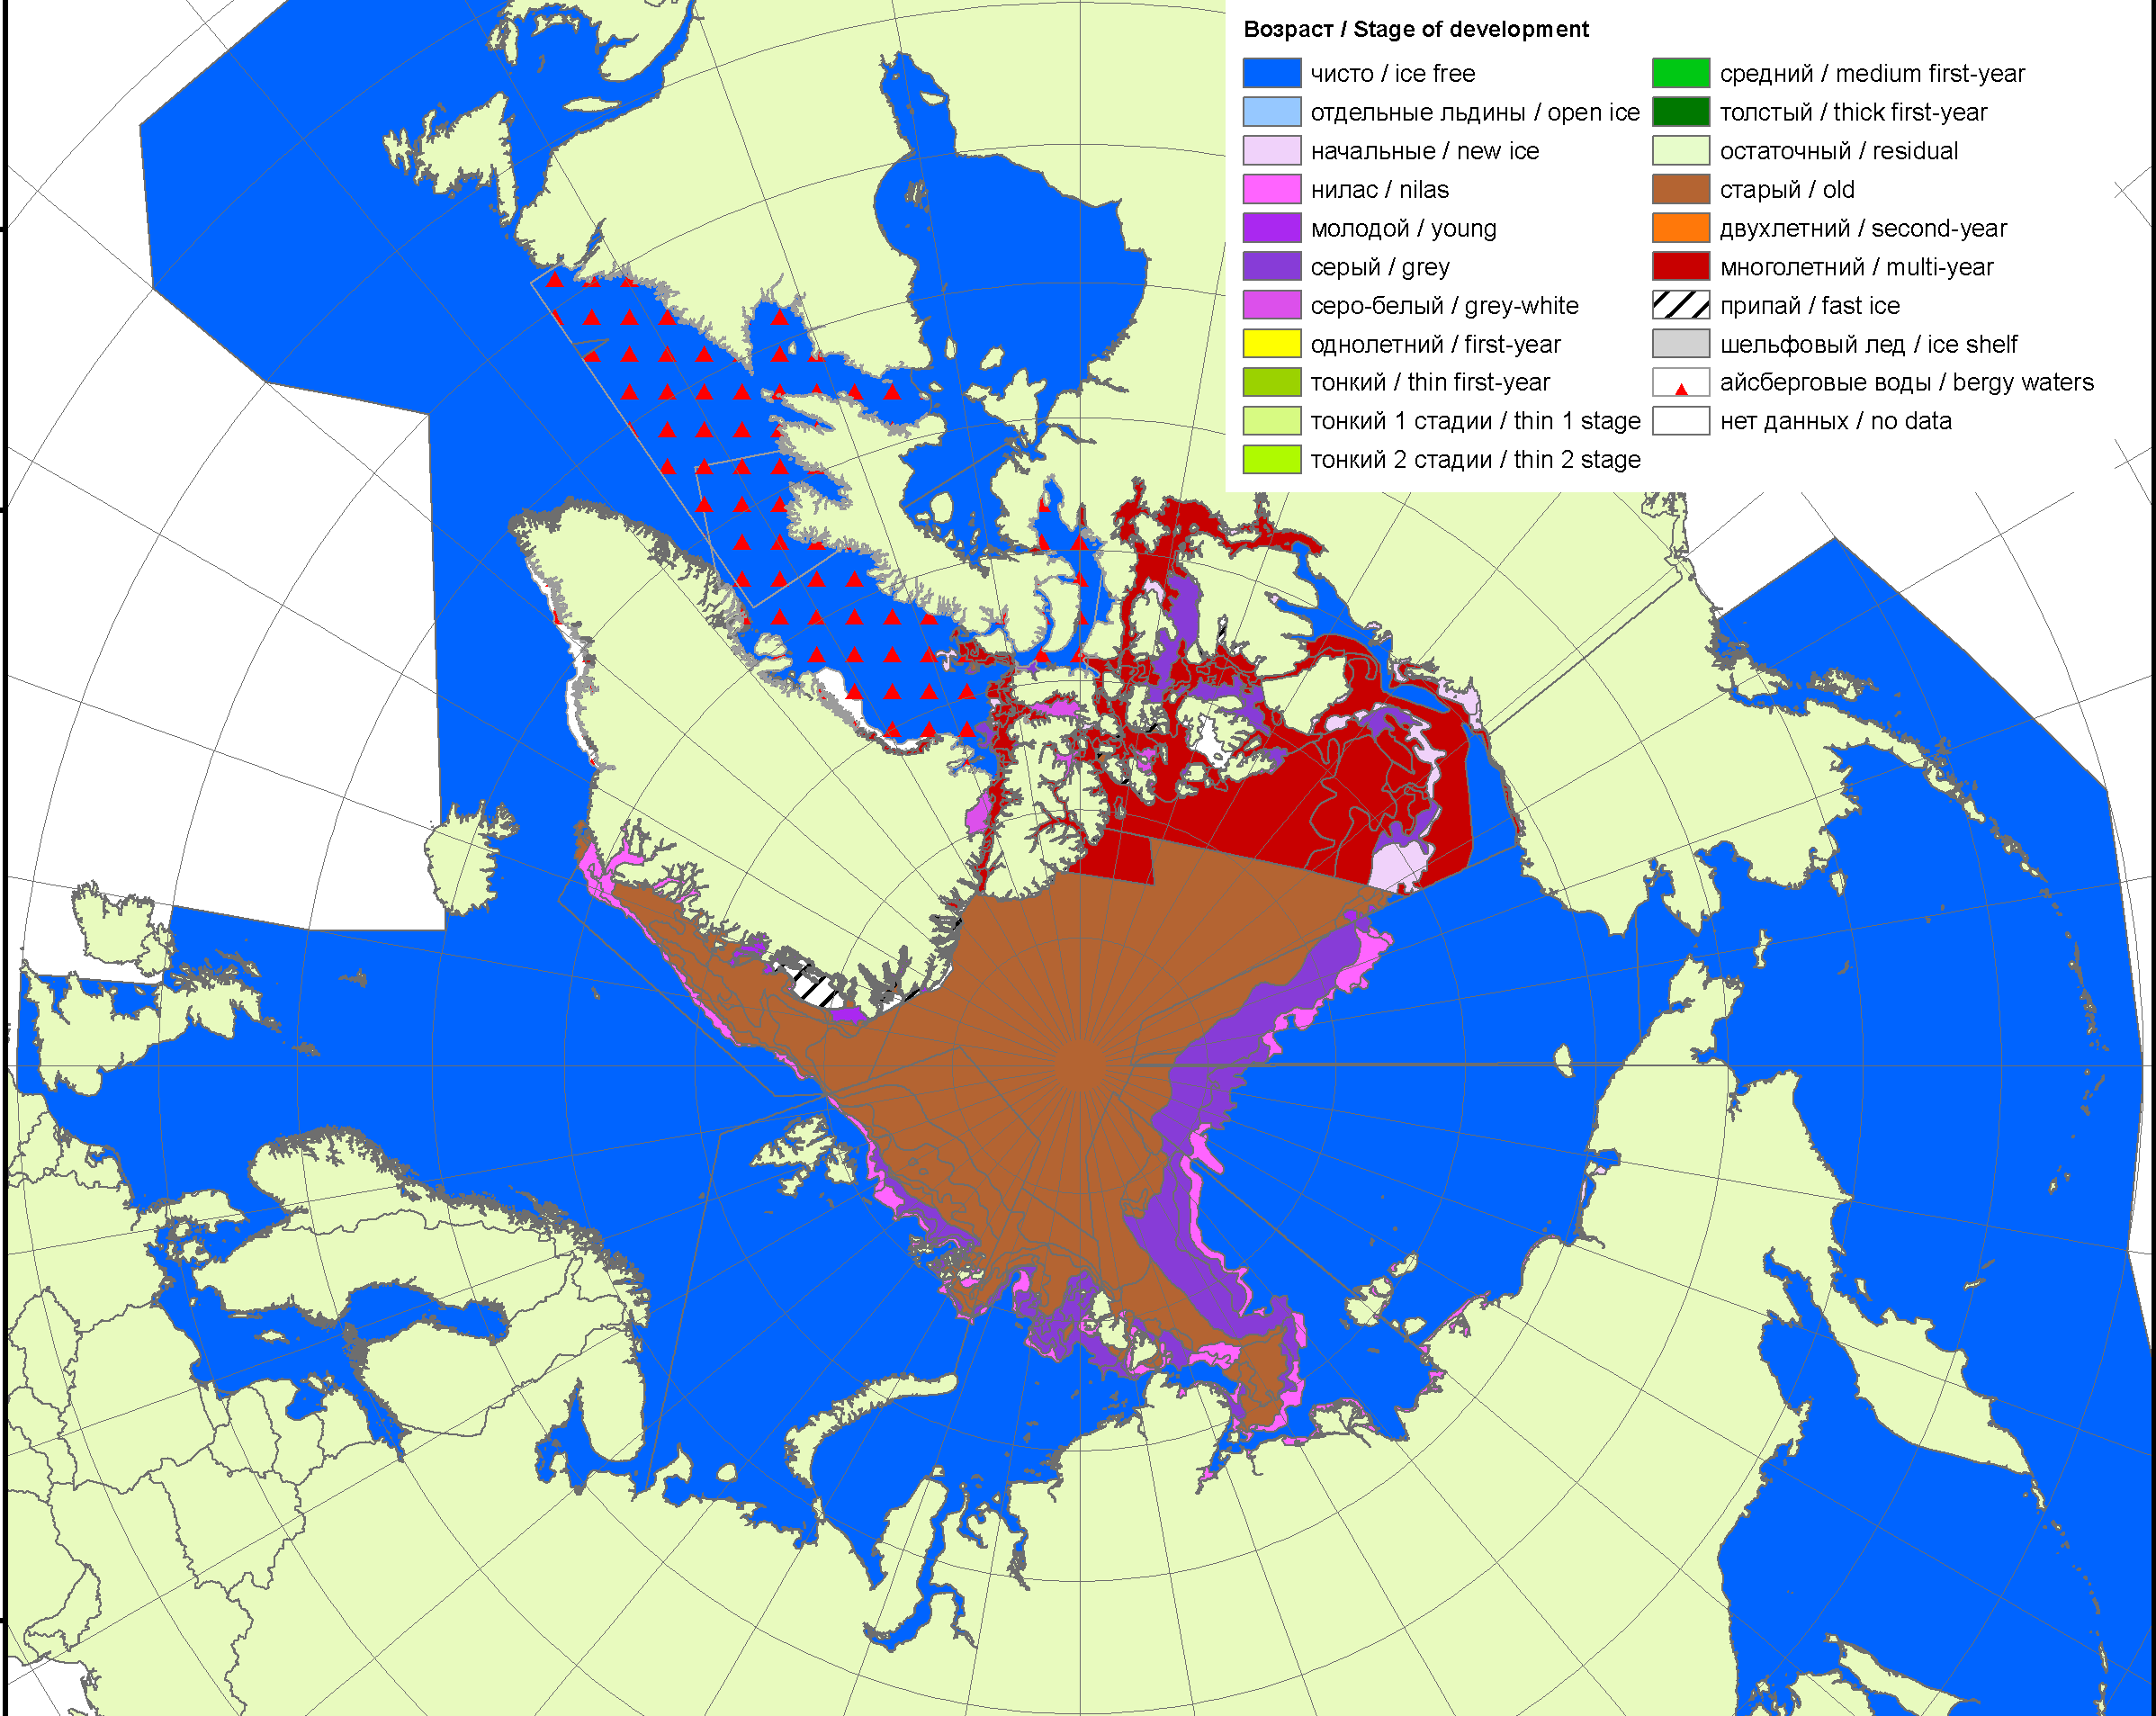 Возраст / Stage of development
чисто / ice free
отдельные льдины / open ice
начальные / new ice
нилас / nilas
молодой / young
серый / grey
серо-белый / grey-white
однолетний / first-year
тонкий / thin first-year
тонкий 1 стадии / thin 1 stage
тонкий 2 стадии / thin 2 stage
средний / medium first-year
толстый / thick first-year
остаточный / residual
старый / old
двухлетний / second-year
многолетний / multi-year
припай / fast ice
шельфовый лед / ice shelf
айсберговые воды / bergy waters
нет данных / no data